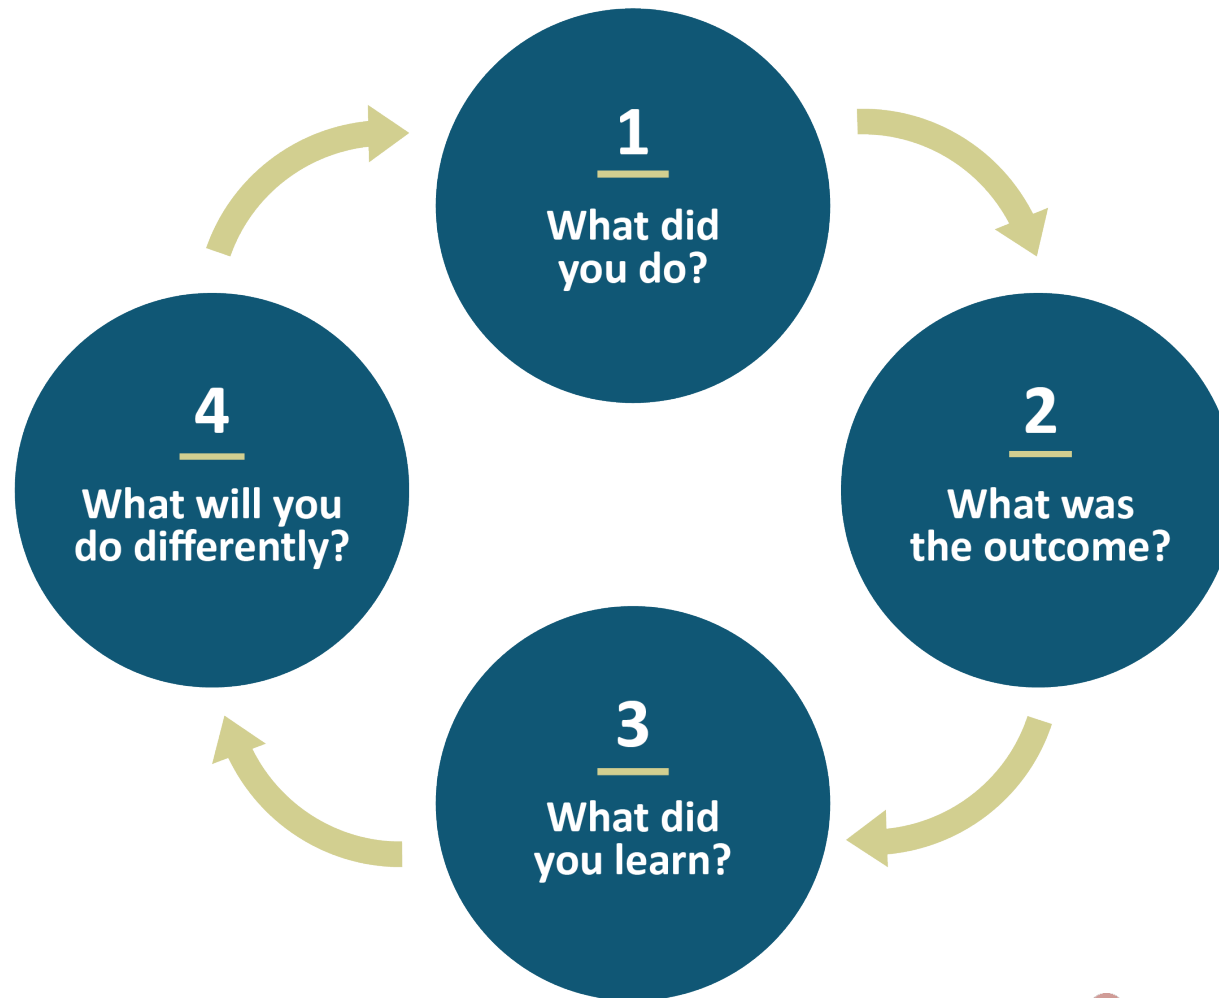 1
What did
you do?
2
What was
the outcome?
3
What did
you learn?
4
What will you
do differently?